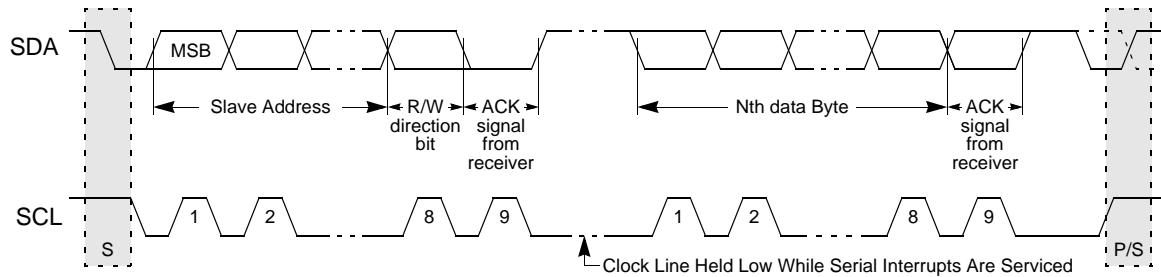 SDA
MSB
Slave Address
R/W
direction
bit
ACK
signal
from
receiver
Nth data Byte
ACK
signal
from
receiver
SCL
1
2
8
9
1
2
8
9
S
P/S
Clock Line Held Low While Serial Interrupts Are Serviced